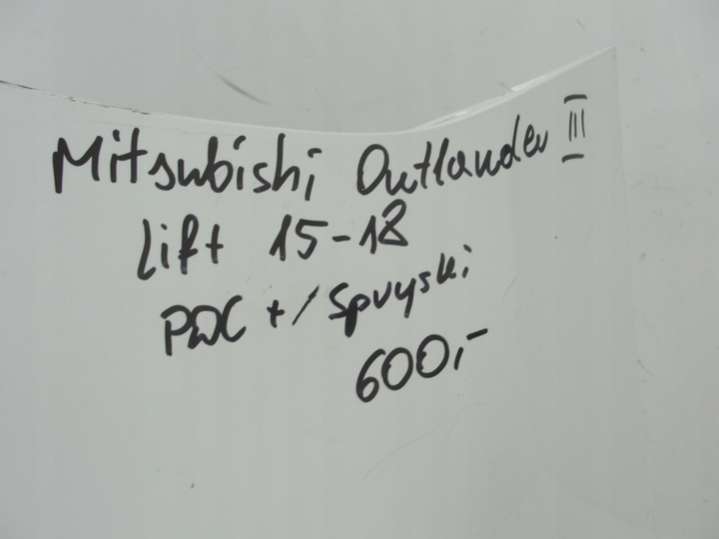 Mitsubishi Outlander III
Lift 15-18
PDC +/ Spryski
600,-